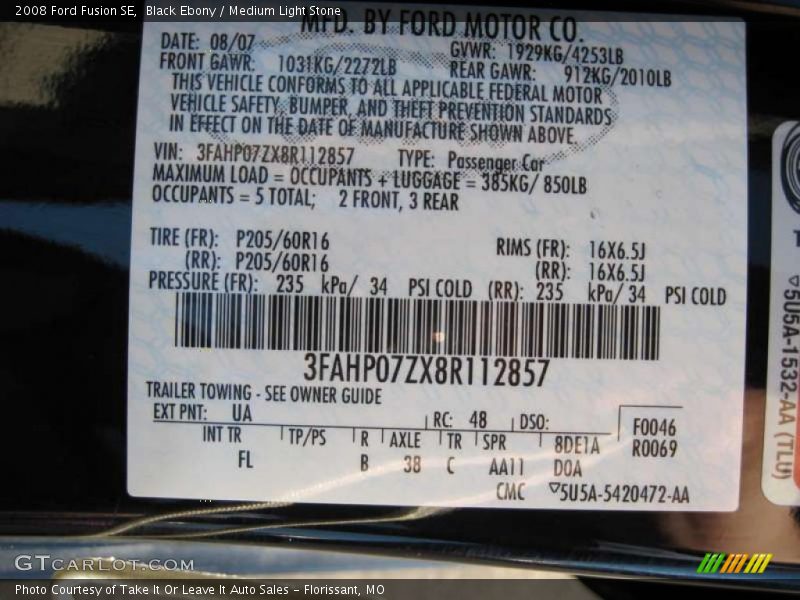 2008 Ford Fusion SE, Black Ebony / Medium Light Stone
MFD. BY FORD MOTOR CO.
DATE: 08/07 GVWR: 1929KG/4253LB
FRONT GAWR: 1031KG/2272LB REAR GAWR: 912KG/2010LB
THIS VEHICLE CONFORMS TO ALL APPLICABLE FEDERAL MOTOR
VEHICLE SAFETY, BUMPER, AND THEFT PREVENTION STANDARDS
IN EFFECT ON THE DATE OF MANUFACTURE SHOWN ABOVE.
VIN: 3FAHP07ZX8R112857 TYPE: Passenger Car
MAXIMUM LOAD = OCCUPANTS + LUGGAGE = 385KG/ 850LB
OCCUPANTS = 5 TOTAL; 2 FRONT, 3 REAR
TIRE (FR): P205/60R16 RIMS (FR): 16X6.5J
(RR): P205/60R16 (RR): 16X6.5J
PRESSURE (FR): 235 kPa/ 34 PSI COLD (RR): 235 kPa/ 34 PSI COLD
3FAHP07ZX8R112857
TRAILER TOWING - SEE OWNER GUIDE
EXT PNT: UA RC: 48 DSO: F0046
INT TR TP/PS R AXLE TR SPR 8DE1A R0069
FL B 38 C AA11 D0A
CMC 5U5A-5420472-AA
5U5A-1532-AA (TLU)
GTCARLOT.COM
Photo Courtesy of Take It Or Leave It Auto Sales - Florissant, MO